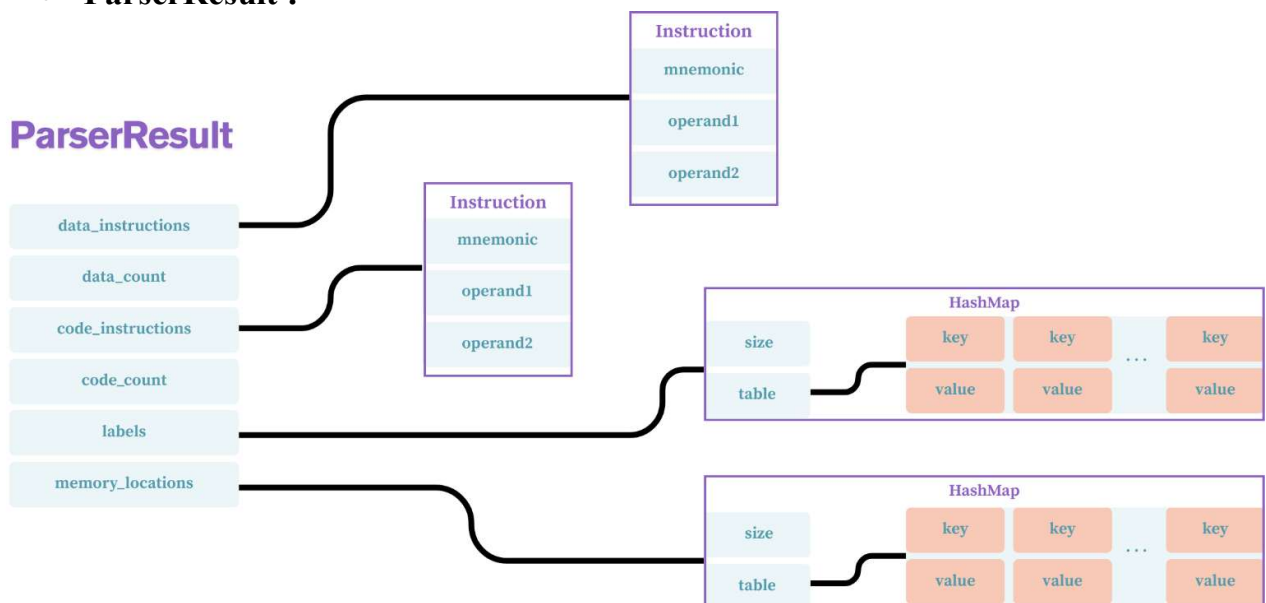 ParserResult :
ParserResult
data_instructions
data_count
code_instructions
code_count
labels
memory_locations
Instruction
mnemonic
operand1
operand2
Instruction
mnemonic
operand1
operand2
HashMap
size
table
key key ... key
value value value
HashMap
size
table
key key ... key
value value value